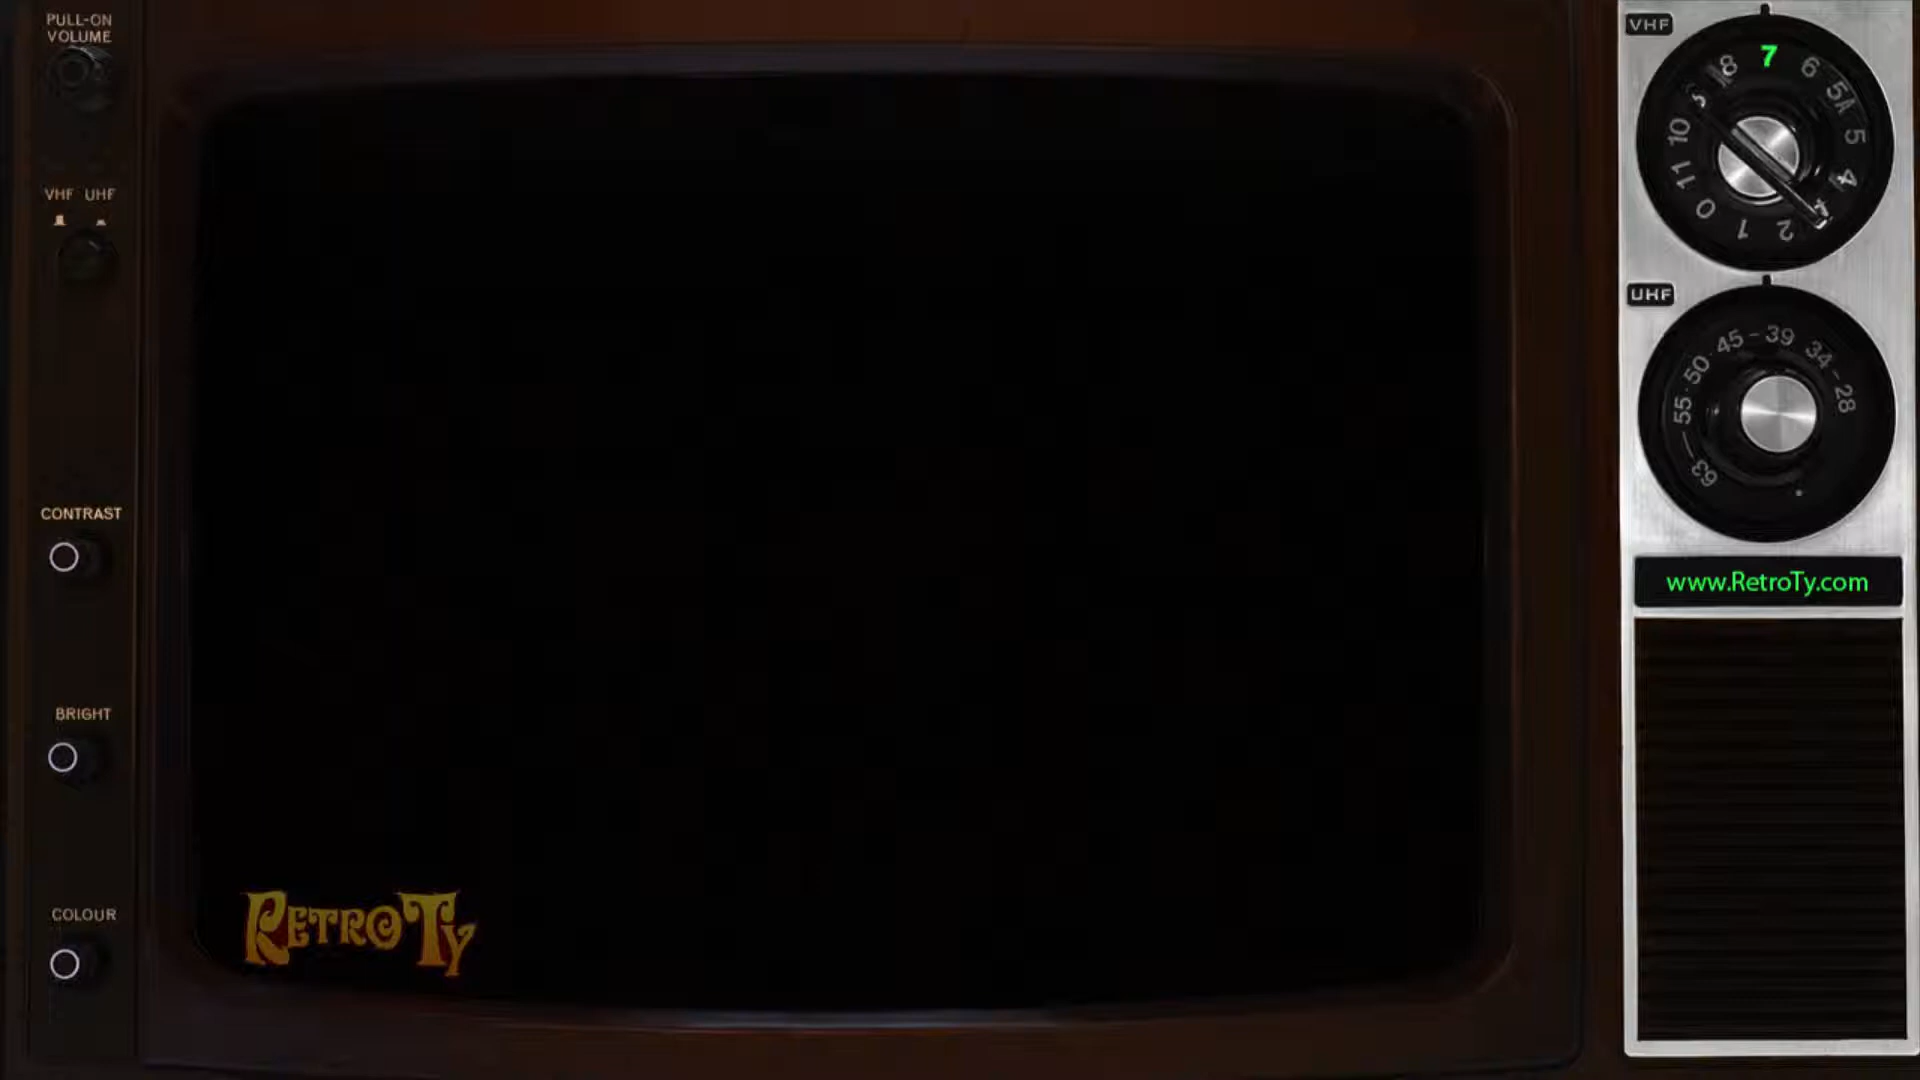 PULL-ON
VOLUME
VHF UHF
CONTRAST
BRIGHT
COLOUR
RETROTY
VHF
7
6
5A
5
4
2
1
0
11
10
8
UHF
63
55
50
45
39
34
28
www.RetroTy.com